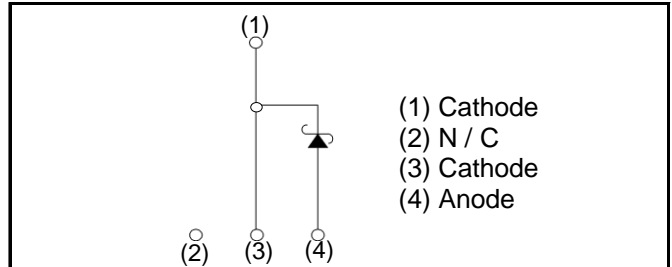 (1)
(1) Cathode
(2) N / C
(3) Cathode
(4) Anode
(2) (3) (4)